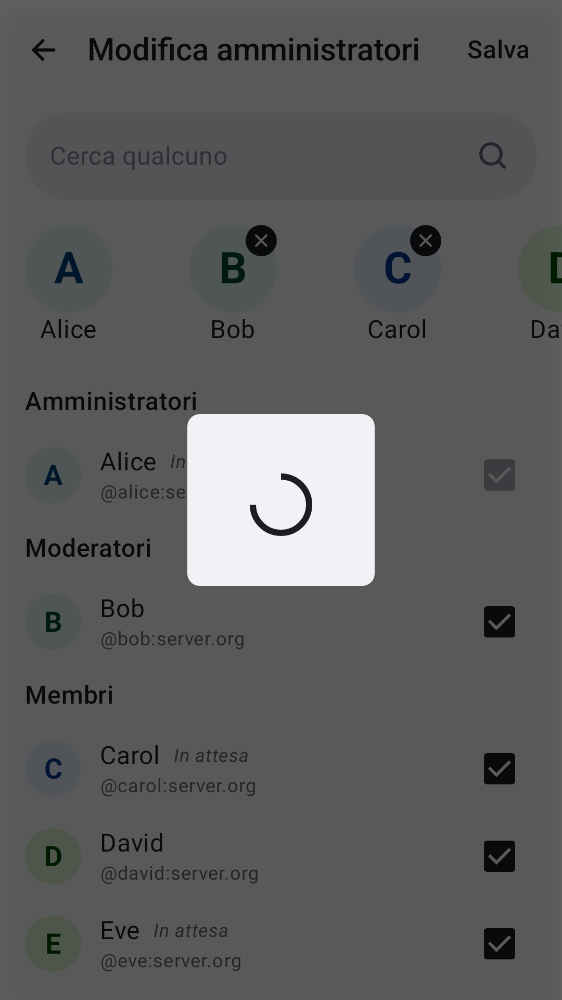 Modifica amministratori
Salva
Cerca qualcuno
A
B
C
D
Alice
Bob
Carol
Da
Amministratori
A
Alice In
@alice:se
Moderatori
B
Bob
@bob:server.org
Membri
C
Carol In attesa
@carol:server.org
D
David
@david:server.org
E
Eve In attesa
@eve:server.org